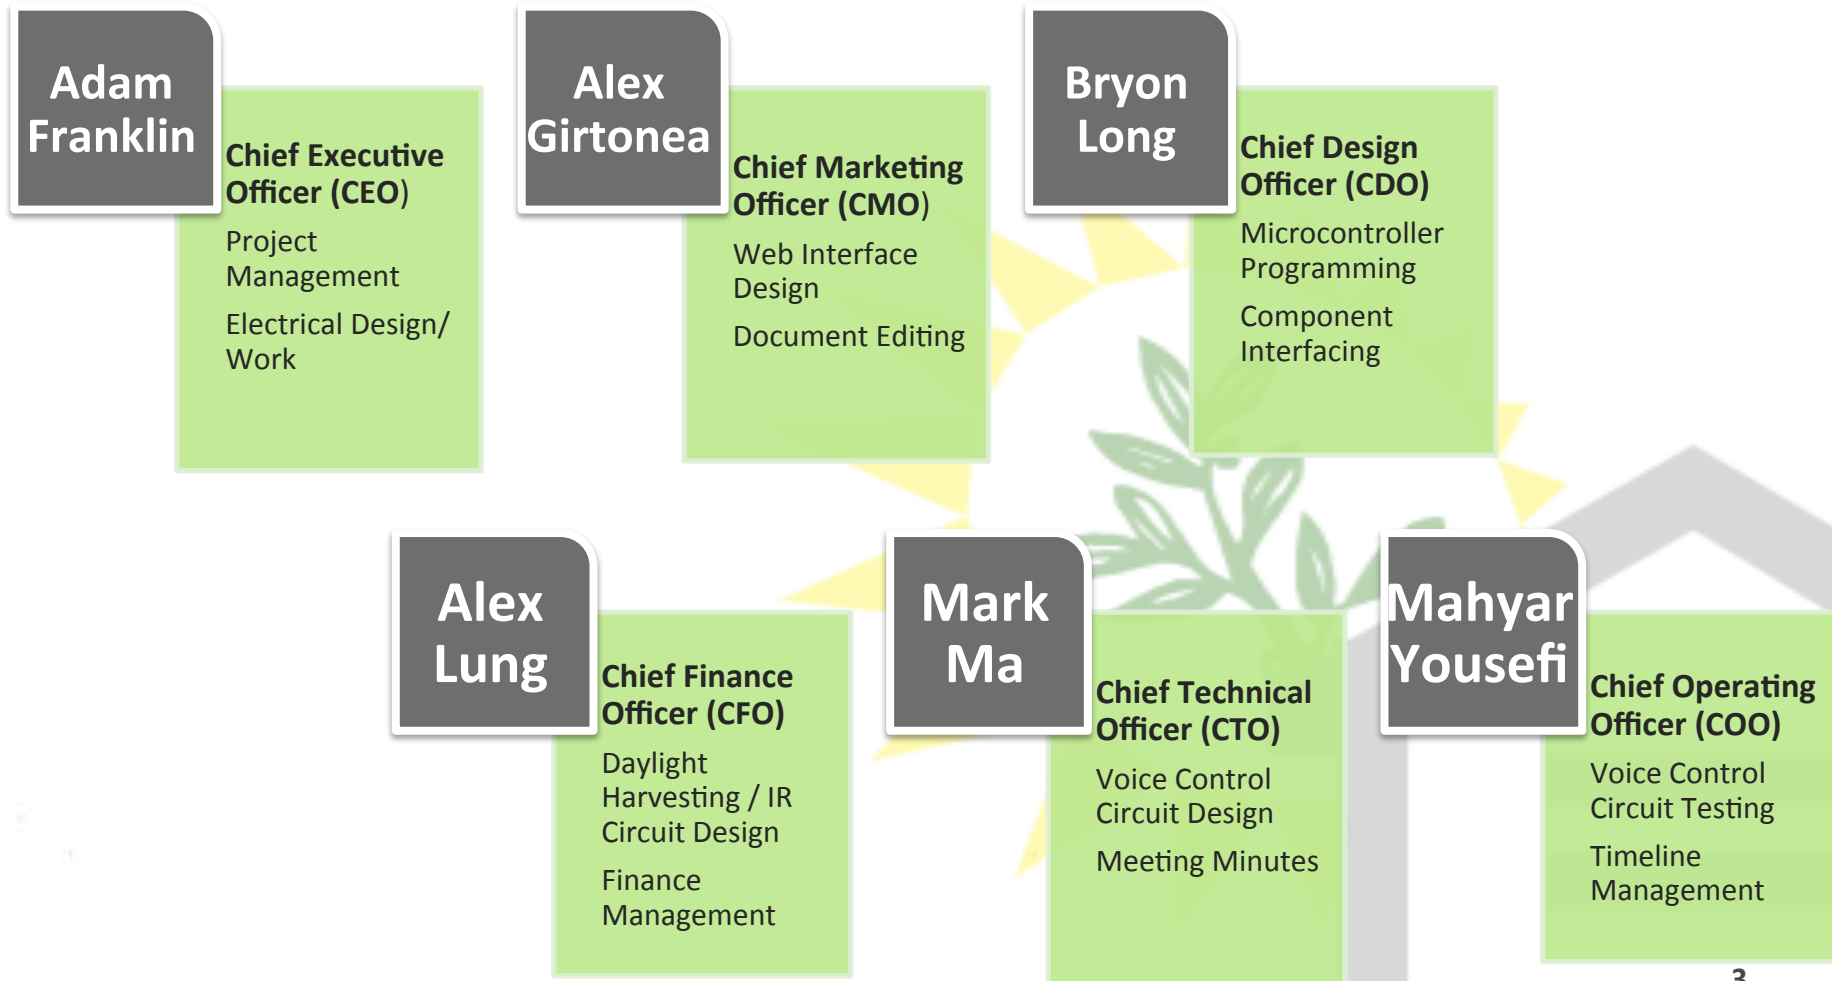 Adam
Franklin
Chief Executive
Officer (CEO)
Project
Management
Electrical Design/
Work
Alex
Girtonea
Chief Marketing
Officer (CMO)
Web Interface
Design
Document Editing
Bryon
Long
Chief Design
Officer (CDO)
Microcontroller
Programming
Component
Interfacing
Alex
Lung
Chief Finance
Officer (CFO)
Daylight
Harvesting / IR
Circuit Design
Finance
Management
Mark
Ma
Chief Technical
Officer (CTO)
Voice Control
Circuit Design
Meeting Minutes
Mahyar
Yousefi
Chief Operating
Officer (COO)
Voice Control
Circuit Testing
Timeline
Management
3